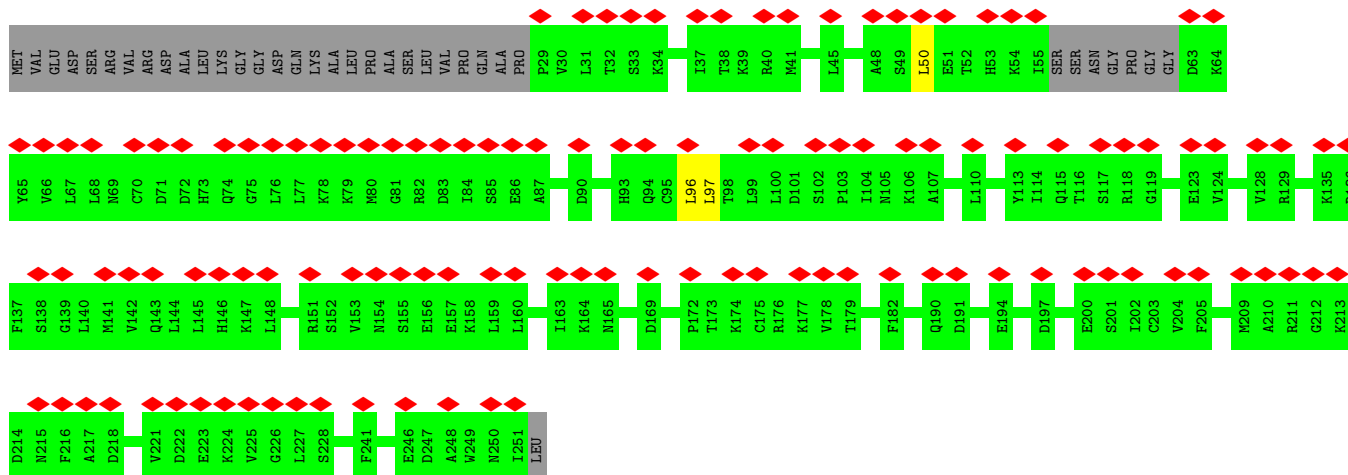 MET VAL GLU ASP SER ARG VAL ARG ASP ALA LEU LYS GLY GLY ASP GLN LYS ALA LEU PRO ALA SER LEU VAL PRO GLN ALA PRO P29 V30 L31 T32 S33 K34 I37 T38 K39 R40 M41 L45 A48 S49 L50 E51 T52 H53 K54 I55 SER SER ASN GLY PRO GLY GLY D63 K64
Y65 V66 L67 L68 N69 C70 D71 D72 H73 Q74 G75 L76 L77 K78 K79 M80 G81 R82 D83 I84 S85 E86 A87 D90 H93 Q94 C95 L96 L97 T98 L99 L100 D101 S102 P103 I104 N105 K106 A107 L110 Y113 I114 Q115 T116 S117 R118 G119 E123 V124 V128 R129 K135
F137 S138 G139 L140 M141 V142 Q143 L144 L145 H146 K147 L148 R151 S152 V153 N154 S155 E156 E157 K158 L159 L160 I163 K164 N165 D169 P172 T173 K174 C175 R176 K177 V178 T179 F182 Q190 D191 E194 D197 E200 S201 I202 C203 V204 F205 M209 A210 R211 G212 K213
D214 N215 F216 A217 D218 V221 D222 E223 K224 V225 G226 L227 S228 F241 E246 D247 A248 W249 N250 I251 LEU